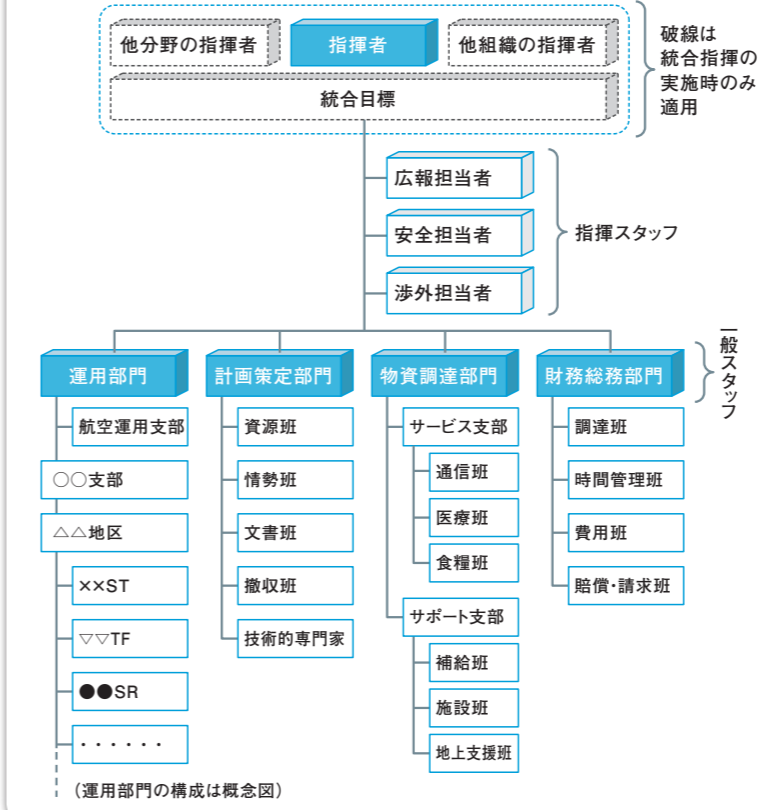 他分野の指揮者
指揮者
他組織の指揮者
統合目標
破線は
統合指揮の
実施時のみ
適用
広報担当者
安全担当者
渉外担当者
指揮スタッフ
運用部門
計画策定部門
物資調達部門
財務総務部門
一般スタッフ
航空運用支部
○○支部
△△地区
××ST
▽▽TF
●●SR
・・・・・・
(運用部門の構成は概念図)
資源班
情勢班
文書班
撤収班
技術的専門家
サービス支部
通信班
医療班
食糧班
サポート支部
補給班
施設班
地上支援班
調達班
時間管理班
費用班
賠償・請求班